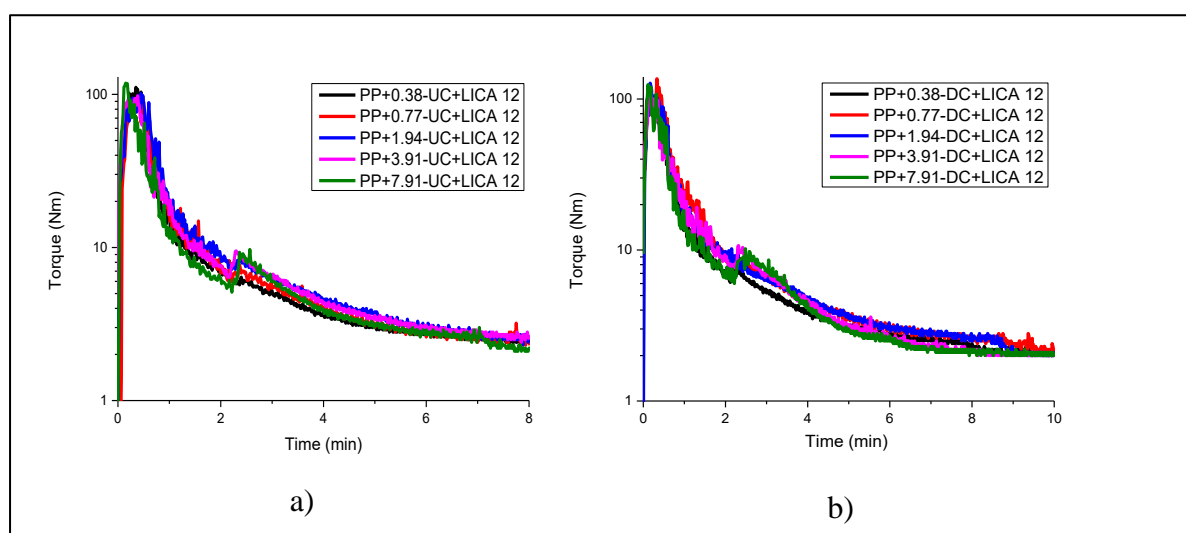 100
10
1
Torque (Nm)
0
2
4
6
8
Time (min)
PP+0.38-UC+LICA 12
PP+0.77-UC+LICA 12
PP+1.94-UC+LICA 12
PP+3.91-UC+LICA 12
PP+7.91-UC+LICA 12
a)
100
10
1
Torque (Nm)
0
2
4
6
8
10
Time (min)
PP+0.38-DC+LICA 12
PP+0.77-DC+LICA 12
PP+1.94-DC+LICA 12
PP+3.91-DC+LICA 12
PP+7.91-DC+LICA 12
b)